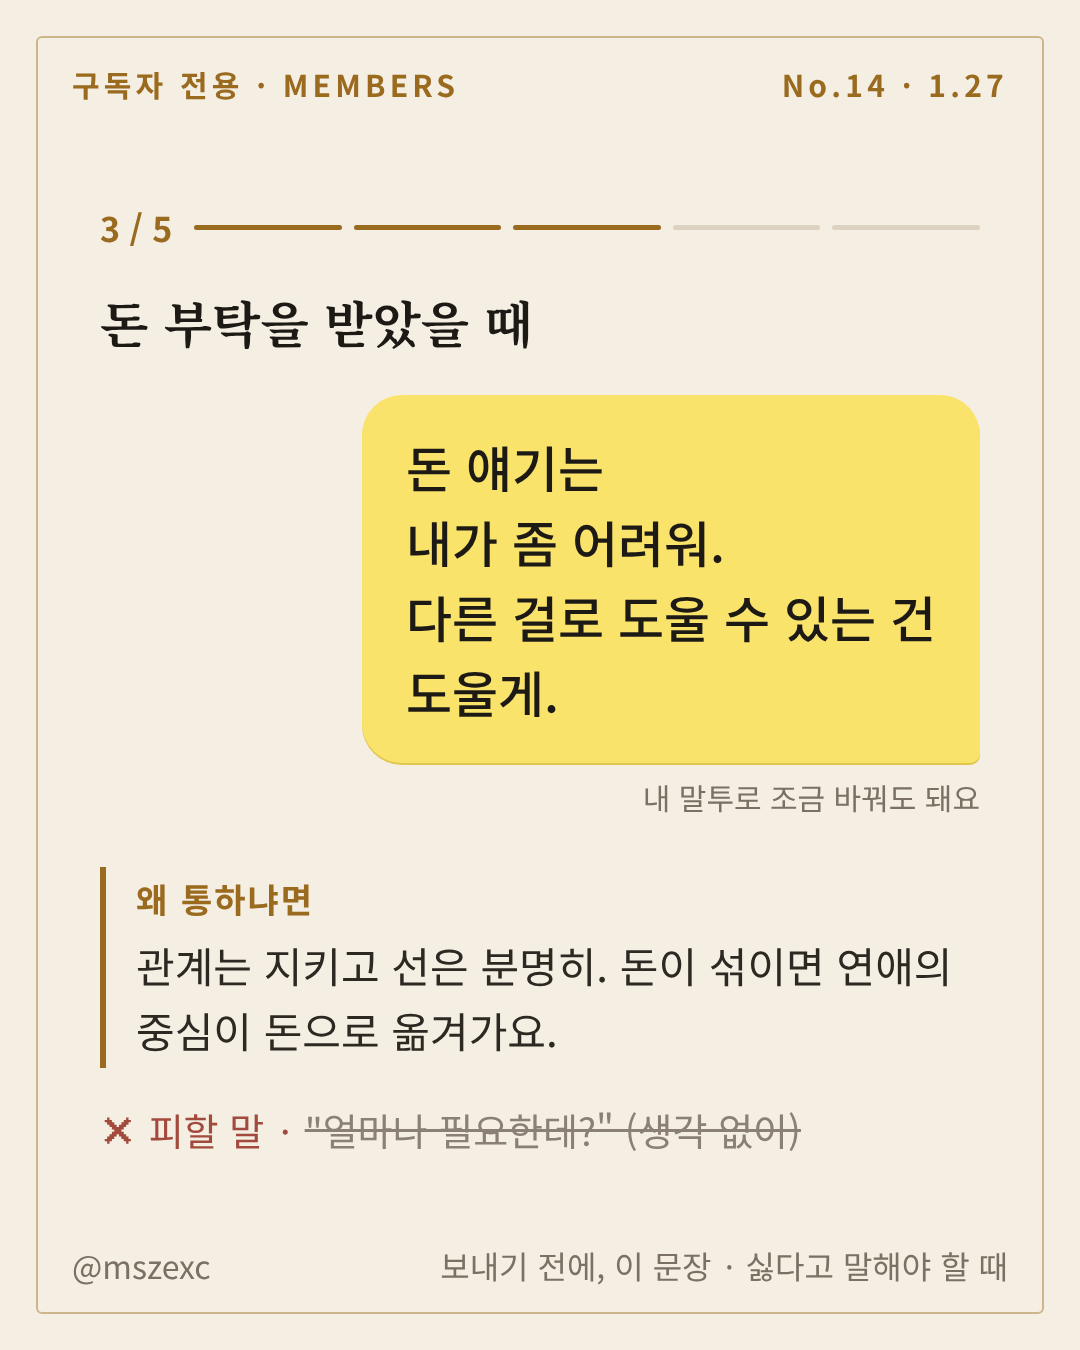 구독자 전용 · MEMBERS
No.14 · 1.27
3 / 5
돈 부탁을 받았을 때
돈 얘기는
내가 좀 어려워.
다른 걸로 도울 수 있는 건
도울게.
내 말투로 조금 바꿔도 돼요
왜 통하냐면
관계는 지키고 선은 분명히. 돈이 섞이면 연애의
중심이 돈으로 옮겨가요.
✕ 피할 말 · "얼마나 필요한데?" (생각 없이)
@mszexc
보내기 전에, 이 문장 · 싫다고 말해야 할 때